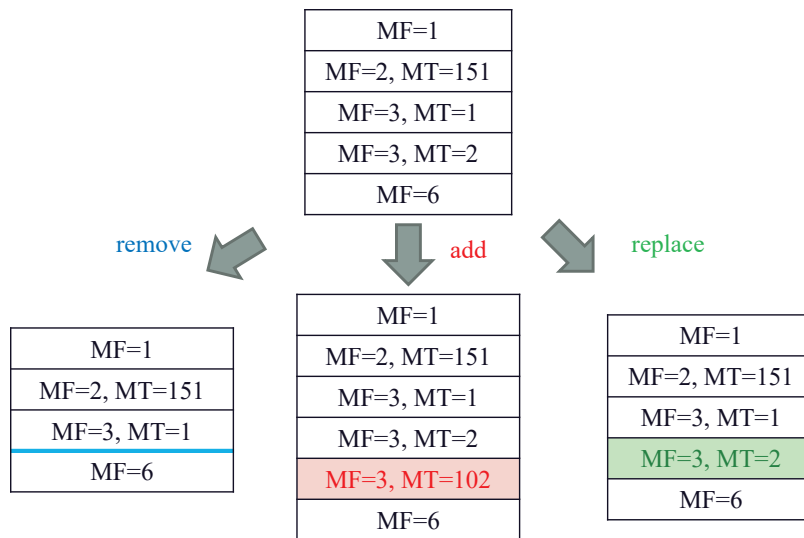 MF=1
MF=2, MT=151
MF=3, MT=1
MF=3, MT=2
MF=6
remove
add
replace
MF=1
MF=2, MT=151
MF=3, MT=1
MF=6
MF=1
MF=2, MT=151
MF=3, MT=1
MF=3, MT=2
MF=3, MT=102
MF=6
MF=1
MF=2, MT=151
MF=3, MT=1
MF=3, MT=2
MF=6